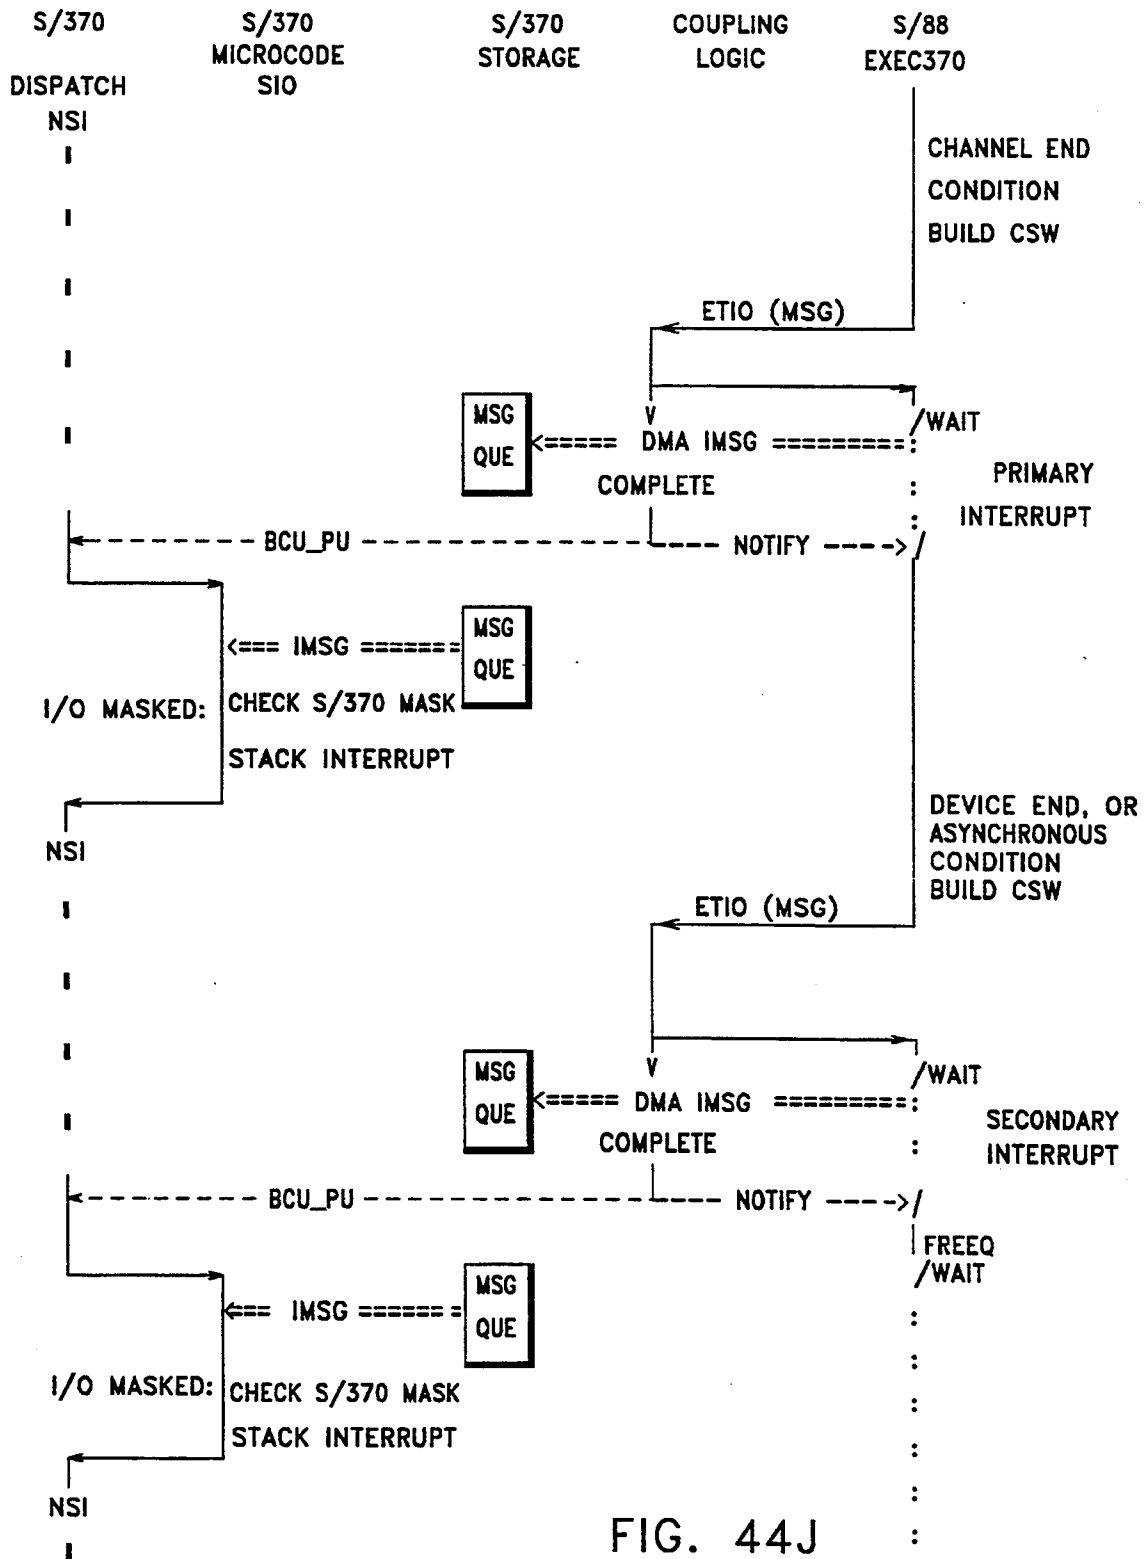 S/370
S/370
MICROCODE
SIO
S/370
STORAGE
COUPLING
LOGIC
S/88
EXEC370
DISPATCH
NSI
CHANNEL END
CONDITION
BUILD CSW
ETIO (MSG)
/WAIT
MSG
QUE
<===== DMA IMSG =========:
COMPLETE
PRIMARY
INTERRUPT
BCU_PU
NOTIFY
MSG
QUE
<=== IMSG =======
I/O MASKED:
CHECK S/370 MASK
STACK INTERRUPT
NSI
DEVICE END, OR
ASYNCHRONOUS
CONDITION
BUILD CSW
ETIO (MSG)
/WAIT
MSG
QUE
<===== DMA IMSG =========:
COMPLETE
SECONDARY
INTERRUPT
BCU_PU
NOTIFY
FREEQ
/WAIT
MSG
QUE
<=== IMSG =======
I/O MASKED:
CHECK S/370 MASK
STACK INTERRUPT
NSI
FIG. 44J